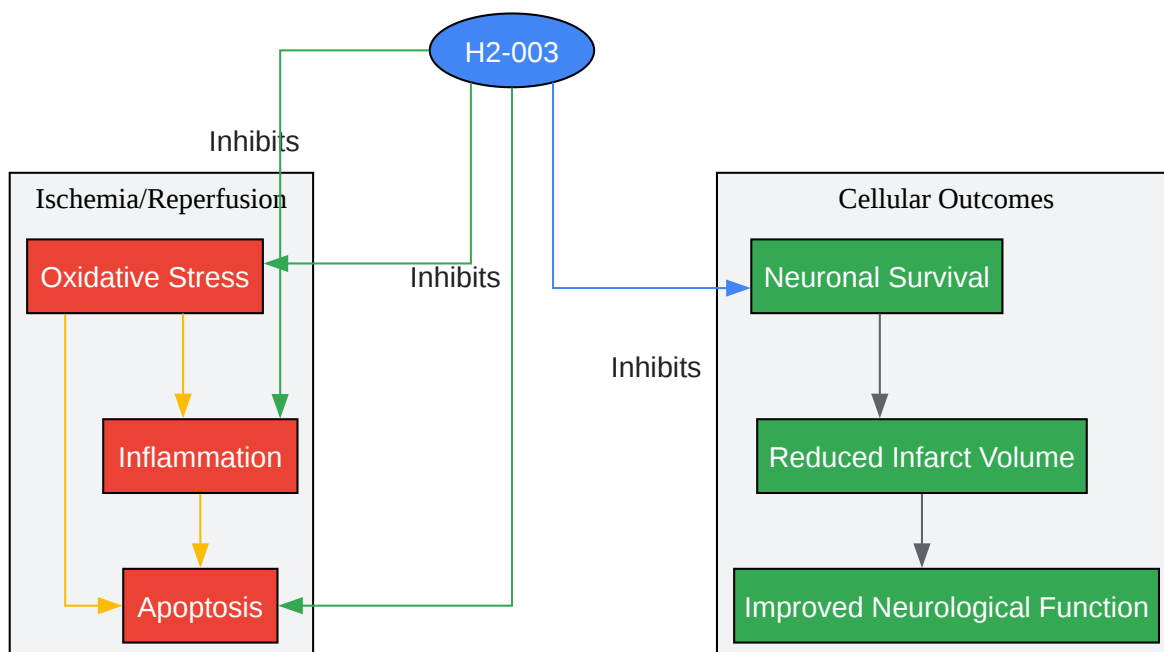 H2-003
Inhibits
Ischemia/Reperfusion
Cellular Outcomes
Oxidative Stress
Inhibits
Neuronal Survival
Inhibits
Inflammation
Reduced Infarct Volume
Apoptosis
Improved Neurological Function